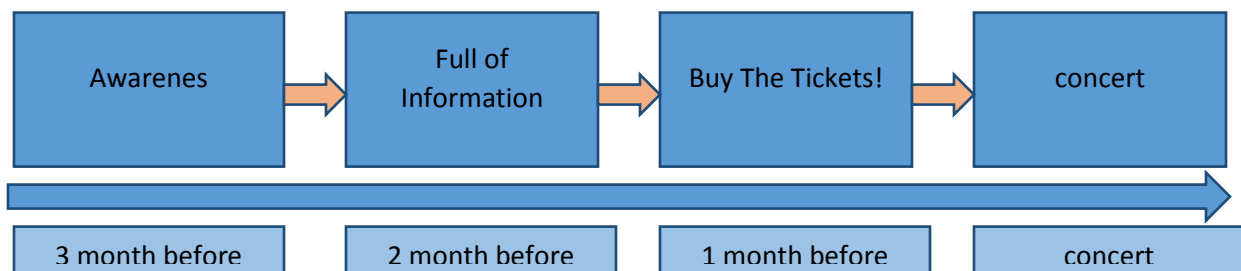 Awarenes
Full of
Information
Buy The Tickets!
concert
3 month before
2 month before
1 month before
concert